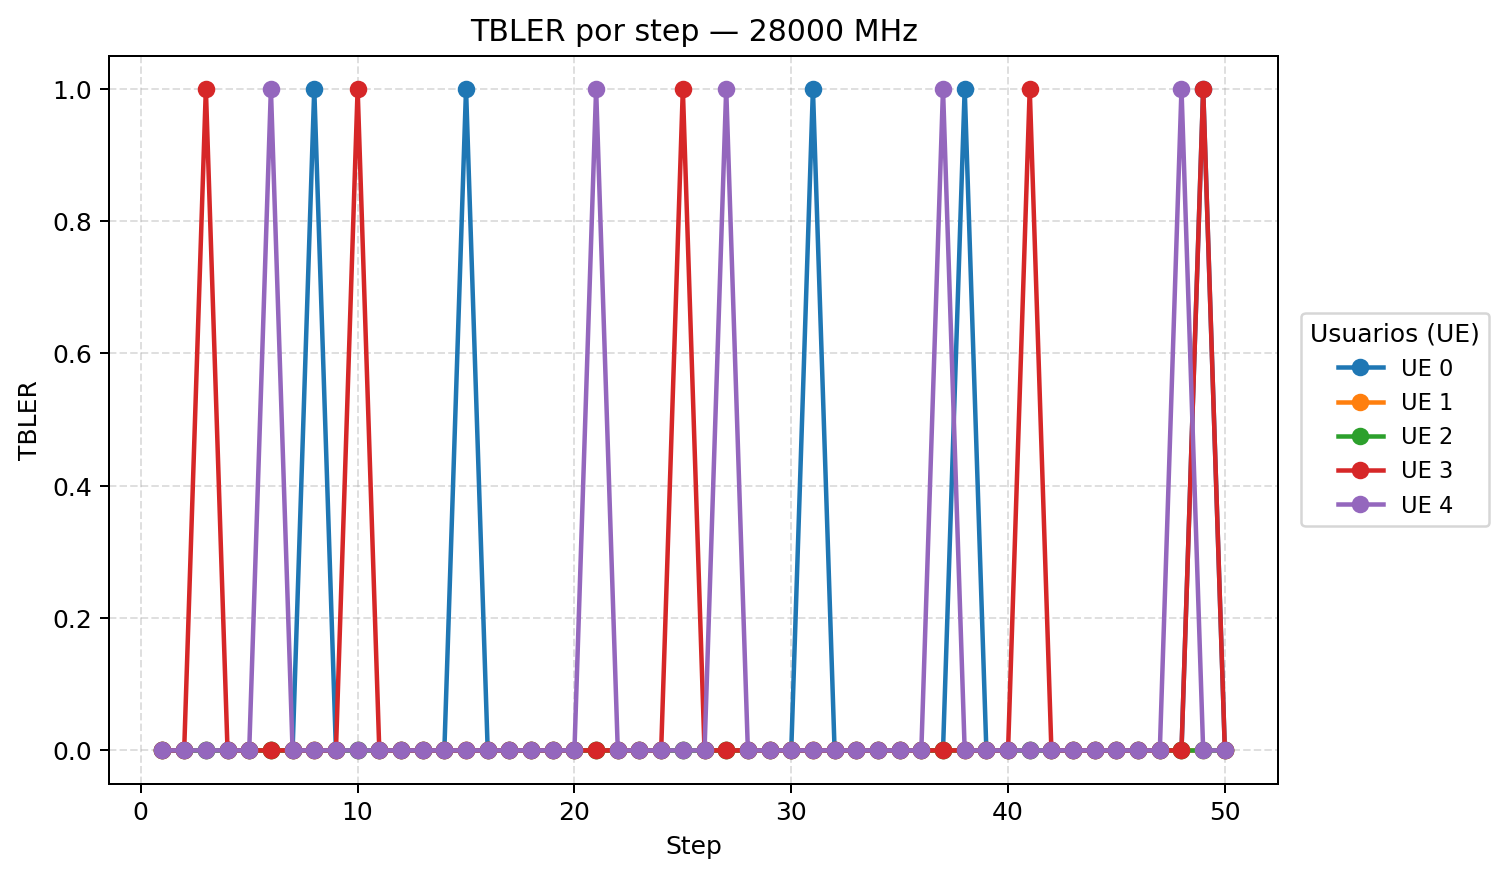 TBLER por step — 28000 MHz
1.0
0.8
0.6
0.4
0.2
0.0
TBLER
0 10 20 30 40 50
Step
Usuarios (UE)
UE 0
UE 1
UE 2
UE 3
UE 4